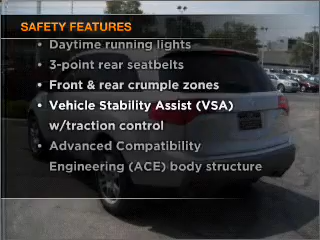 SAFETY FEATURES
• Daytime running lights
• 3-point rear seatbelts
• Front & rear crumple zones
• Vehicle Stability Assist (VSA)
w/traction control
• Advanced Compatibility
Engineering (ACE) body structure